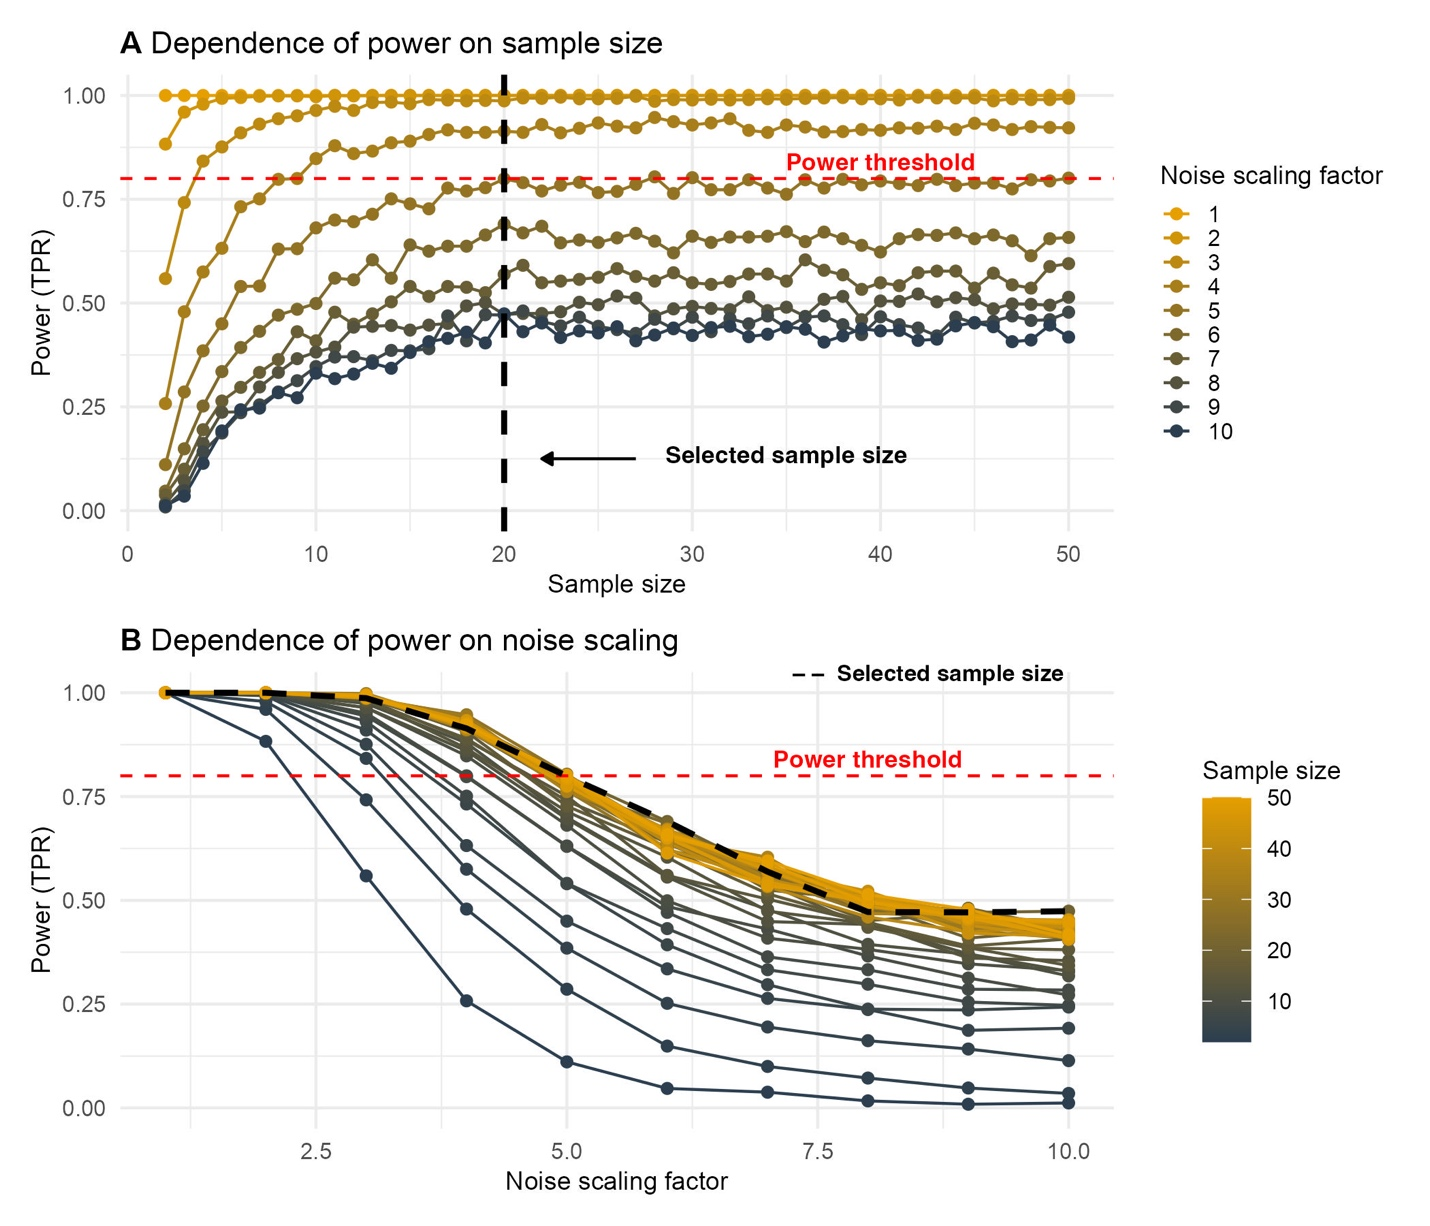 A Dependence of power on sample size
Power (TPR)
1.00
0.75
0.50
0.25
0.00
Power threshold
Selected sample size
0
10
20
30
40
50
Sample size
Noise scaling factor
1
2
3
4
5
6
7
8
9
10
B Dependence of power on noise scaling
Selected sample size
Power (TPR)
1.00
0.75
0.50
0.25
0.00
Power threshold
2.5
5.0
7.5
10.0
Noise scaling factor
Sample size
50
40
30
20
10